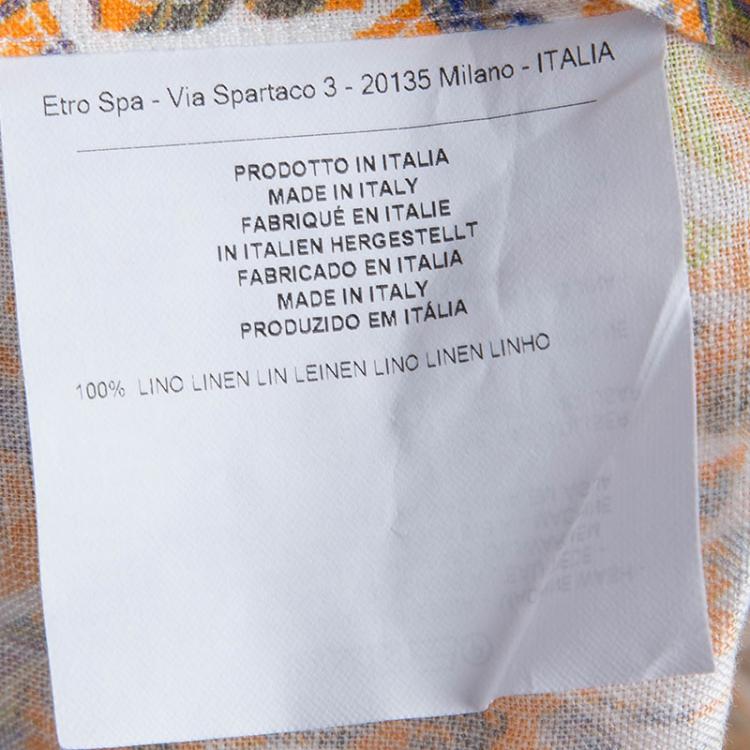 Etro Spa - Via Spartaco 3 - 20135 Milano - ITALIA
PRODOTTO IN ITALIA
MADE IN ITALY
FABRIQUÉ EN ITALIE
IN ITALIEN HERGESTELLT
FABRICADO EN ITALIA
MADE IN ITALY
PRODUZIDO EM ITÁLIA
100% LINO LINEN LIN LEINEN LINO LINEN LINHO